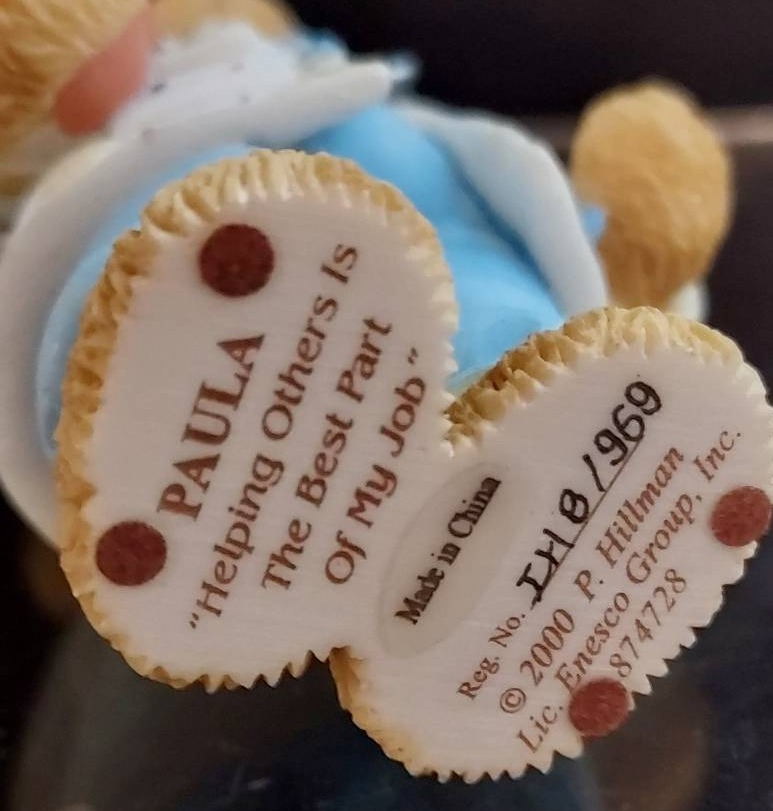 PAULA
"Helping Others Is
The Best Part
Of My Job"
Made in China
Reg. No. IH8/969
© 2000 P. Hillman
Lic. Enesco Group, Inc.
874728